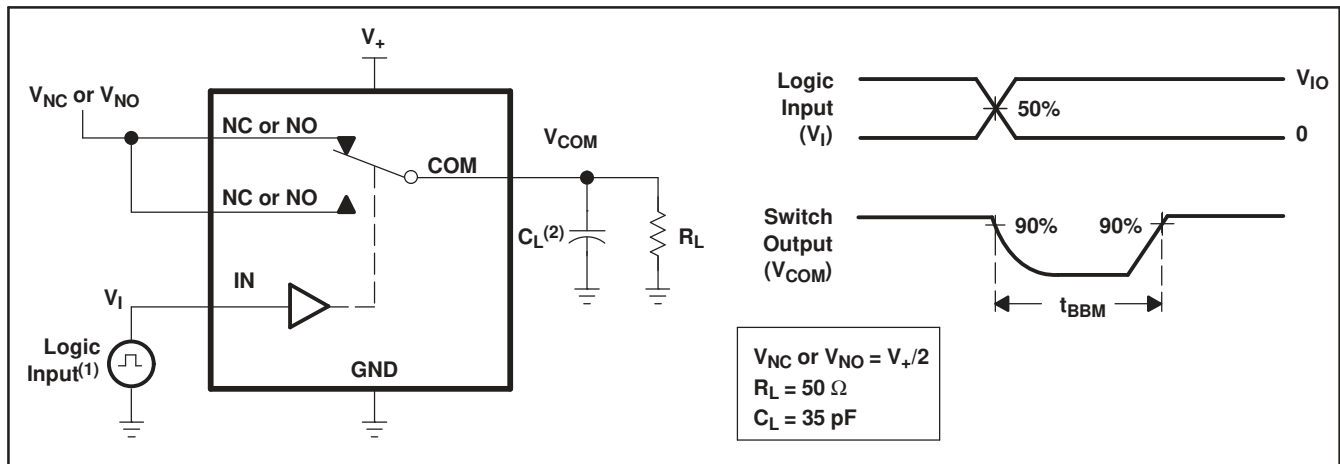 V+
VNC or VNO
NC or NO
VCOM
COM
NC or NO
CL(2)
RL
IN
VI
Logic
Input(1)
GND
Logic
Input
(VI)
VIO
50%
0
Switch
Output
(VCOM)
90%
90%
tBBM
VNC or VNO = V+/2
RL = 50 Ω
CL = 35 pF